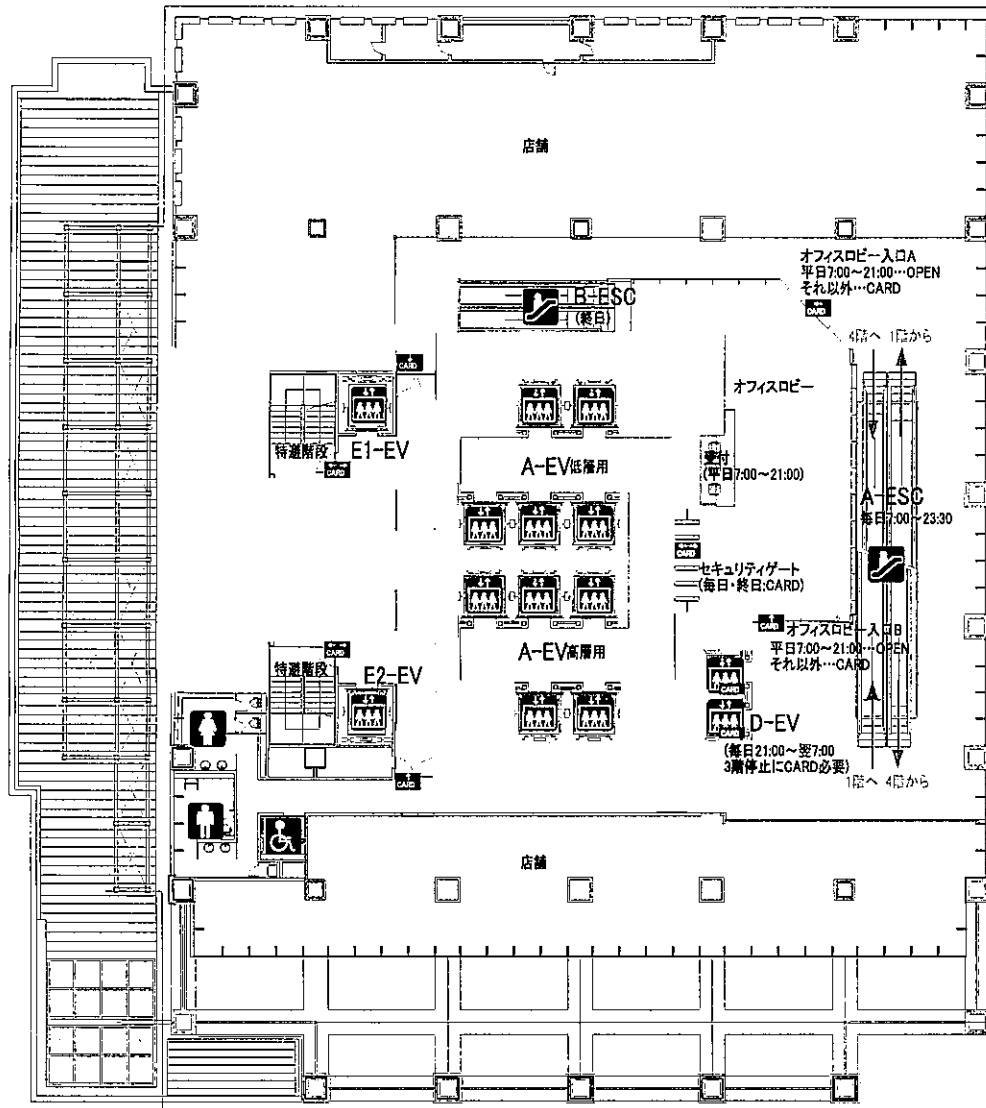 店舗
オフィスロビー入口A
平日7:00～21:00…OPEN
それ以外…CARD
CARD
B-ESC
(終日)
4階へ 1階から
CARD
オフィスロビー
特避階段
E1-EV
CARD
A-EV低層用
受付
(平日7:00～21:00)
A-ESC
毎日7:00～23:30
CARD
セキュリティゲート
(毎日・終日:CARD)
CARD
オフィスロビー入口B
平日7:00～21:00…OPEN
それ以外…CARD
CARD
特避階段
E2-EV
A-EV高層用
CARD
CARD
D-EV
(毎日21:00～翌7:00
3階停止にCARD必要)
CARD
1階へ 4階から
店舗